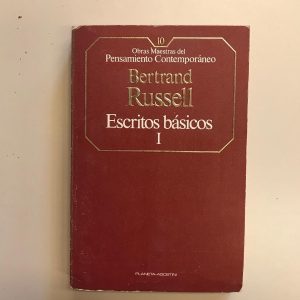 10
Obras Maestras del
Pensamiento Contemporáneo
Bertrand
Russell
Escritos básicos
I
PLANETA-AGOSTINI